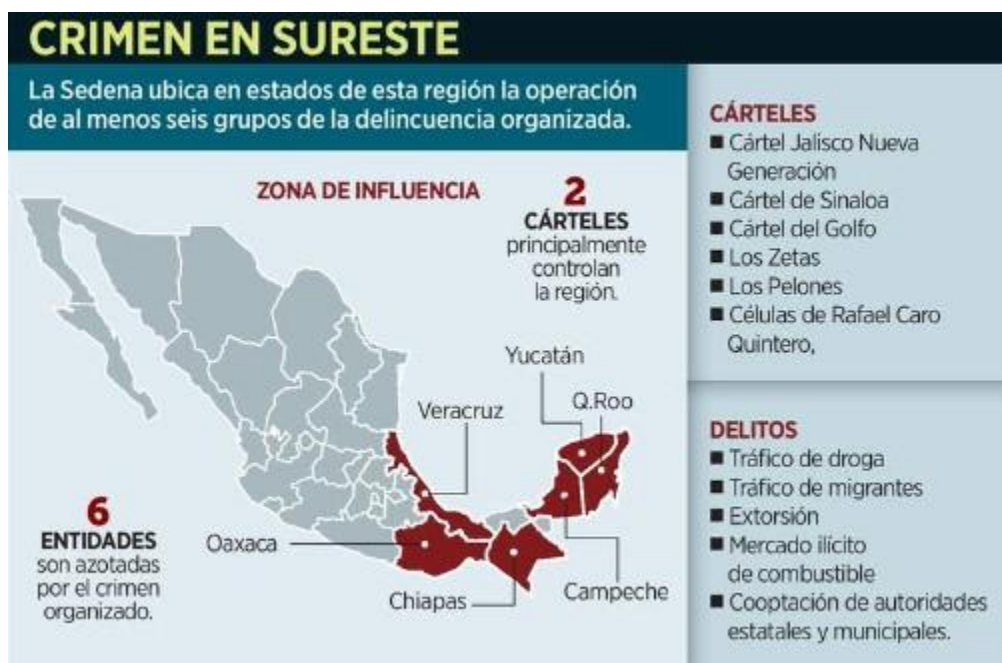 CRIMEN EN SURESTE
La Sedena ubica en estados de esta región la operación
de al menos seis grupos de la delincuencia organizada.
ZONA DE INFLUENCIA
2
CÁRTELES
principalmente
controlan
la región.
Yucatán
Q.Roo
Veracruz
6
ENTIDADES
son azotadas
por el crimen
organizado.
Oaxaca
Chiapas
Campeche
CÁRTELES
■ Cártel Jalisco Nueva
Generación
■ Cártel de Sinaloa
■ Cártel del Golfo
■ Los Zetas
■ Los Pelones
■ Células de Rafael Caro
Quintero,
DELITOS
■ Tráfico de droga
■ Tráfico de migrantes
■ Extorsión
■ Mercado ilícito
de combustible
■ Cooptación de autoridades
estatales y municipales.